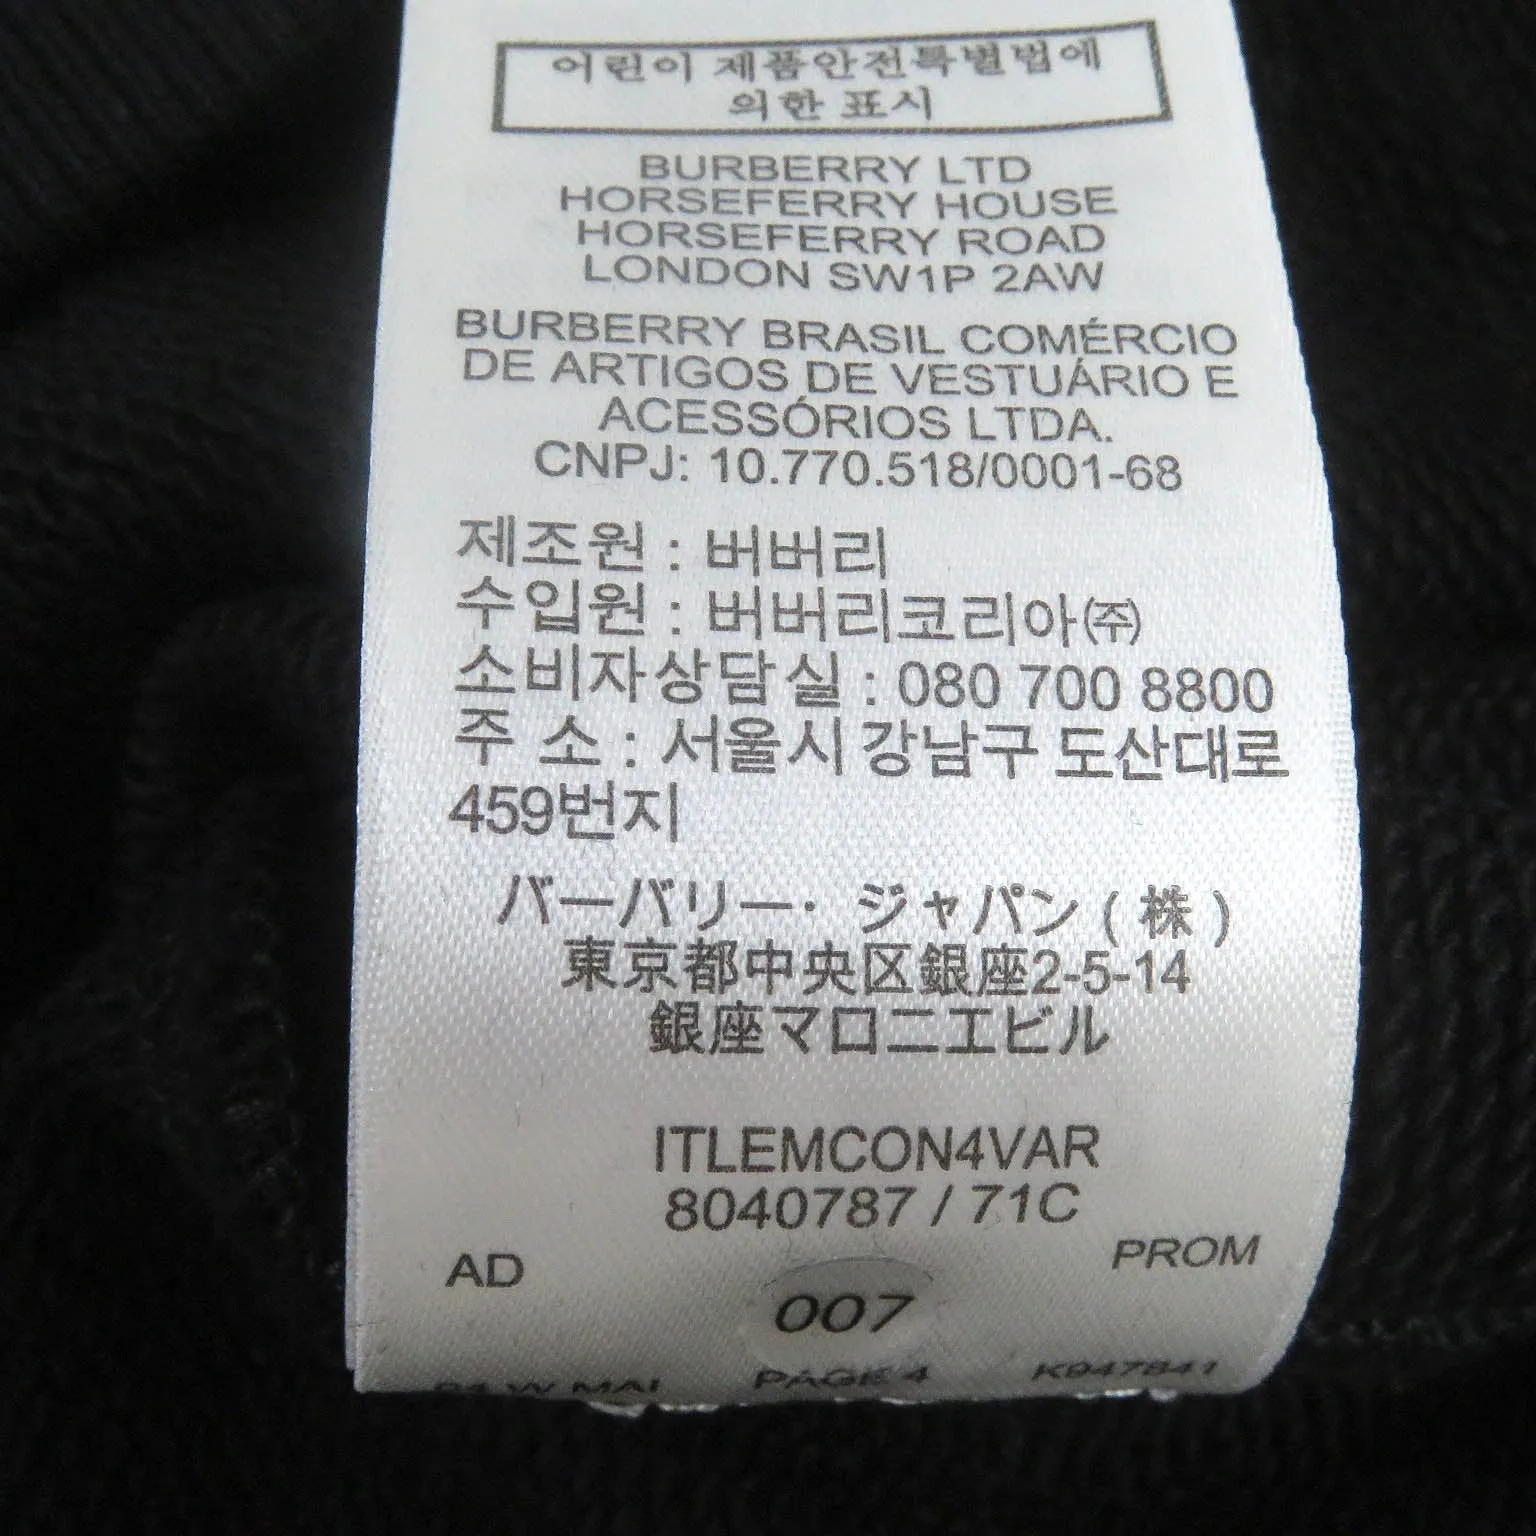 어린이 제품안전특별법에
의한 표시
BURBERRY LTD
HORSEFERRY HOUSE
HORSEFERRY ROAD
LONDON SW1P 2AW
BURBERRY BRASIL COMÉRCIO
DE ARTIGOS DE VESTUÁRIO E
ACESSÓRIOS LTDA.
CNPJ: 10.770.518/0001-68
제조원 : 버버리
수입원 : 버버리코리아㈜
소비자상담실 : 080 700 8800
주 소 : 서울시 강남구 도산대로
459번지
バーバリー・ジャパン ( 株 )
東京都中央区銀座2-5-14
銀座マロニエビル
ITLEMCON4VAR
8040787 / 71C
AD PROM
007
PAGE 4 K947841